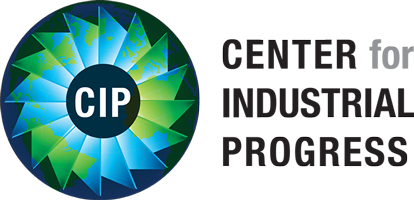 CIP
CENTER for
INDUSTRIAL
PROGRESS